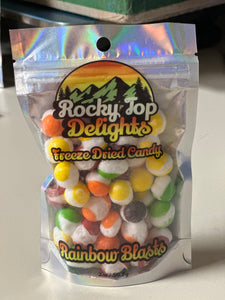 Rocky Top
Delights
Freeze Dried Candy
Rainbow Blasts